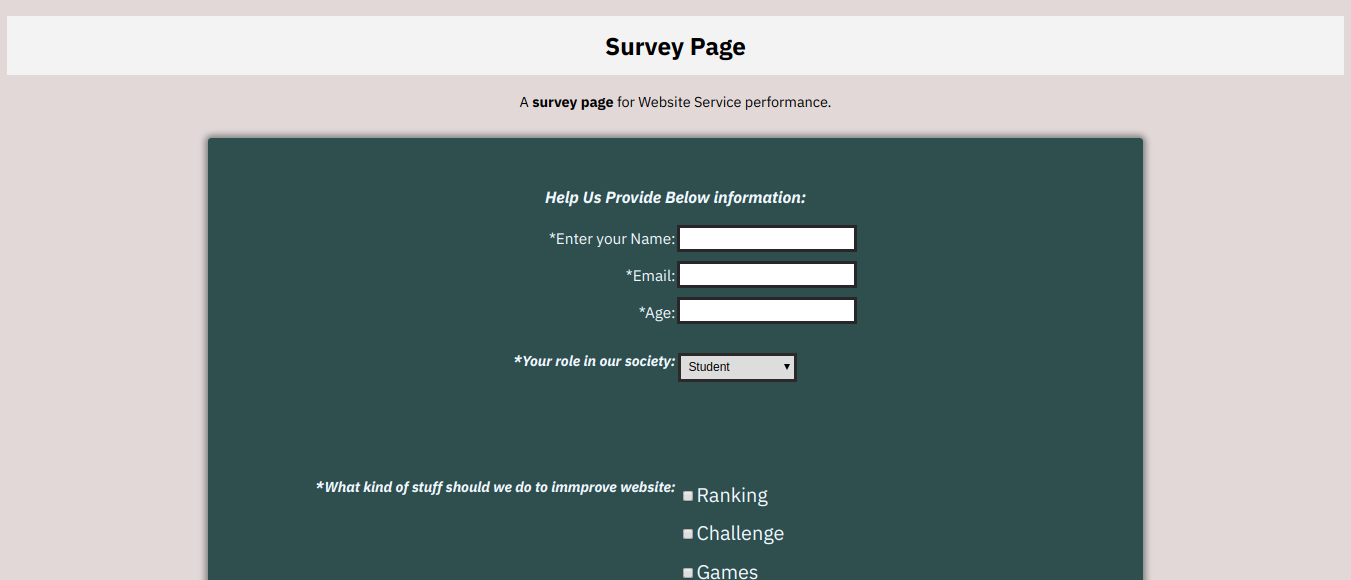 Survey Page
A survey page for Website Service performance.
Help Us Provide Below information:
*Enter your Name:
*Email:
*Age:
*Your role in our society: Student
*What kind of stuff should we do to immprove website: Ranking
Challenge
Games